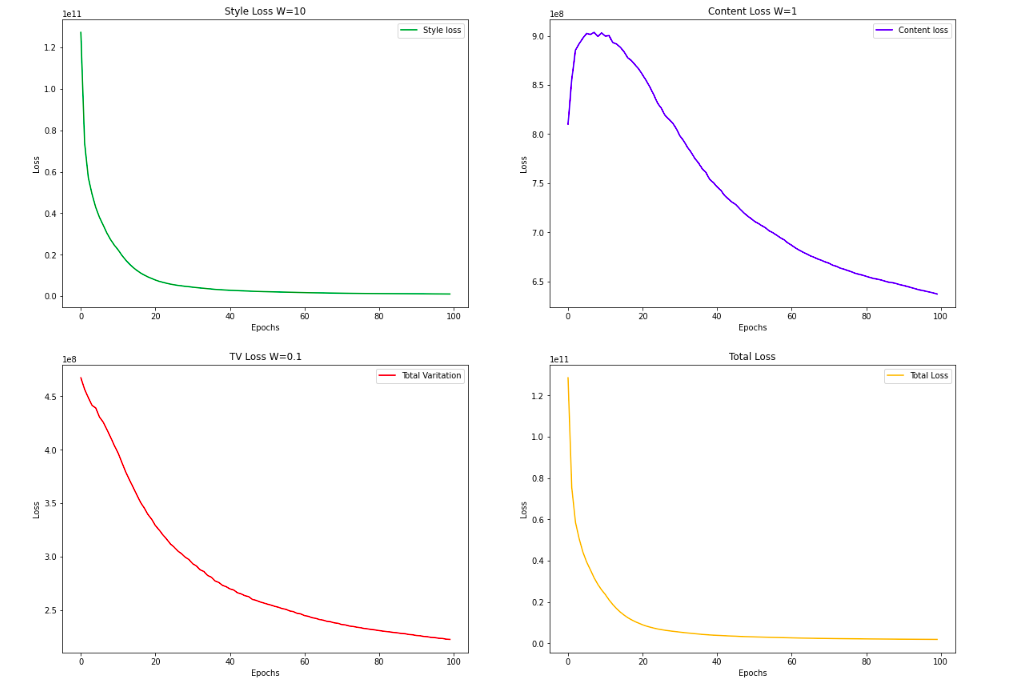 Style Loss W=10
1e11
Style loss
1.2
1.0
0.8
0.6
0.4
0.2
0.0
Loss
0 20 40 60 80 100
Epochs
Content Loss W=1
1e8
Content loss
9.0
8.5
8.0
7.5
7.0
6.5
Loss
0 20 40 60 80 100
Epochs
TV Loss W=0.1
1e8
Total Varitation
4.5
4.0
3.5
3.0
2.5
Loss
0 20 40 60 80 100
Epochs
Total Loss
1e11
Total Loss
1.2
1.0
0.8
0.6
0.4
0.2
0.0
Loss
0 20 40 60 80 100
Epochs